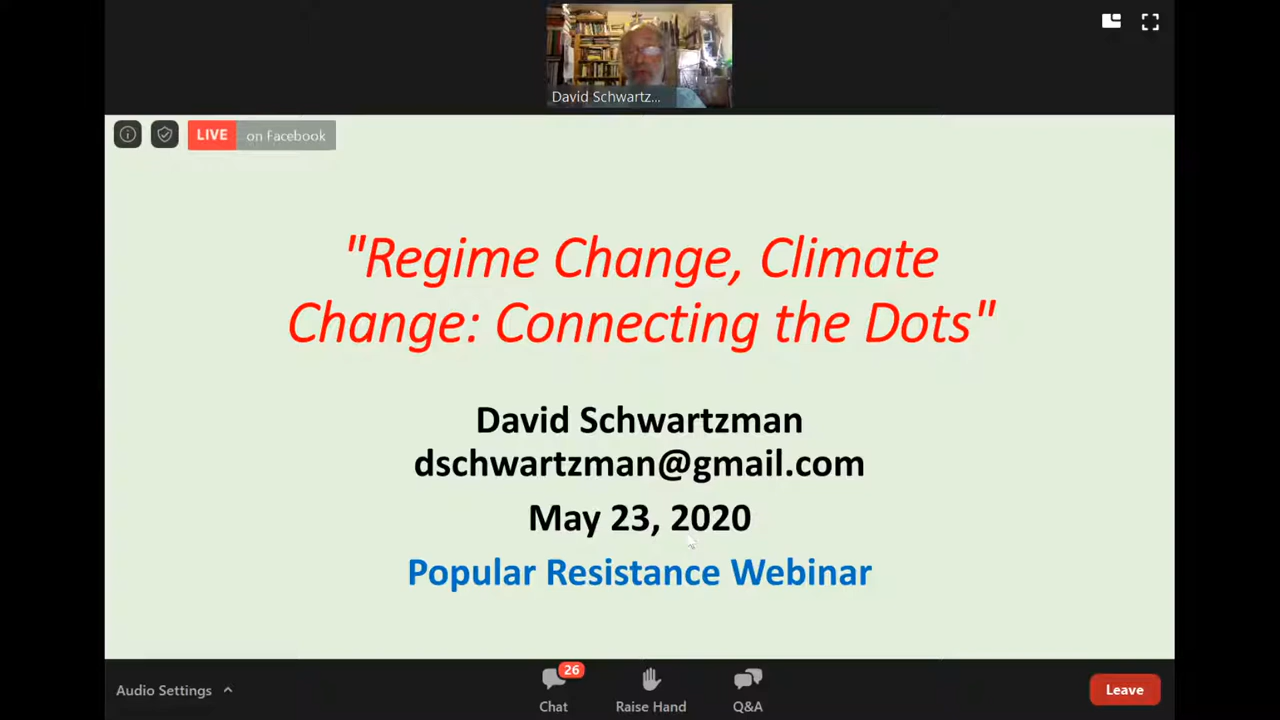 David Schwartz...
LIVE on Facebook
"Regime Change, Climate
Change: Connecting the Dots"
David Schwartzman
dschwartzman@gmail.com
May 23, 2020
Popular Resistance Webinar
Audio Settings
26
Chat
Raise Hand
Q&A
Leave